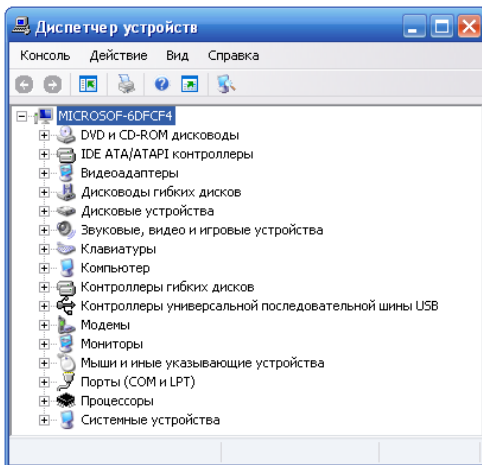 Диспетчер устройств
Консоль Действие Вид Справка
MICROSOF-6DFCF4
DVD и CD-ROM дисководы
IDE ATA/ATAPI контроллеры
Видеоадаптеры
Дисководы гибких дисков
Дисковые устройства
Звуковые, видео и игровые устройства
Клавиатуры
Компьютер
Контроллеры гибких дисков
Контроллеры универсальной последовательной шины USB
Модемы
Мониторы
Мыши и иные указывающие устройства
Порты (COM и LPT)
Процессоры
Системные устройства